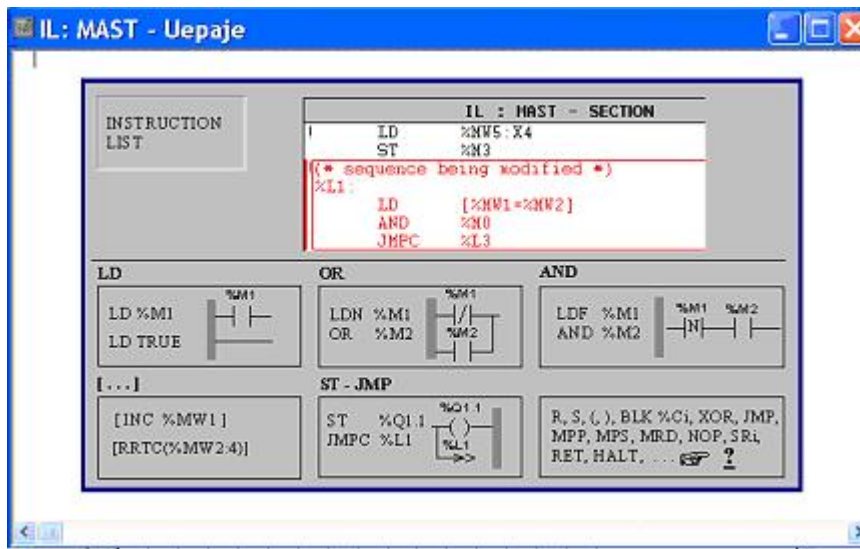 IL: MAST - Uepaje
INSTRUCTION
LIST
IL : MAST - SECTION
! LD %MW5:X4
ST %M3
(* sequence being modified *)
%L1:
LD [%MW1=%MW2]
AND %M0
JMPC %L3
LD
LD %M1
LD TRUE
%M1
OR
LDN %M1
OR %M2
%M1
%M2
AND
LDF %M1
AND %M2
%M1 %M2
N
[...]
[INC %MW1]
[RRTC(%MW2:4)]
ST - JMP
ST %Q1.1
JMPC %L1
%Q1.1
%L1
>>
R, S, (, ), BLK %Ci, XOR, JMP,
MPP, MPS, MRD, NOP, SRi,
RET, HALT, ... ?